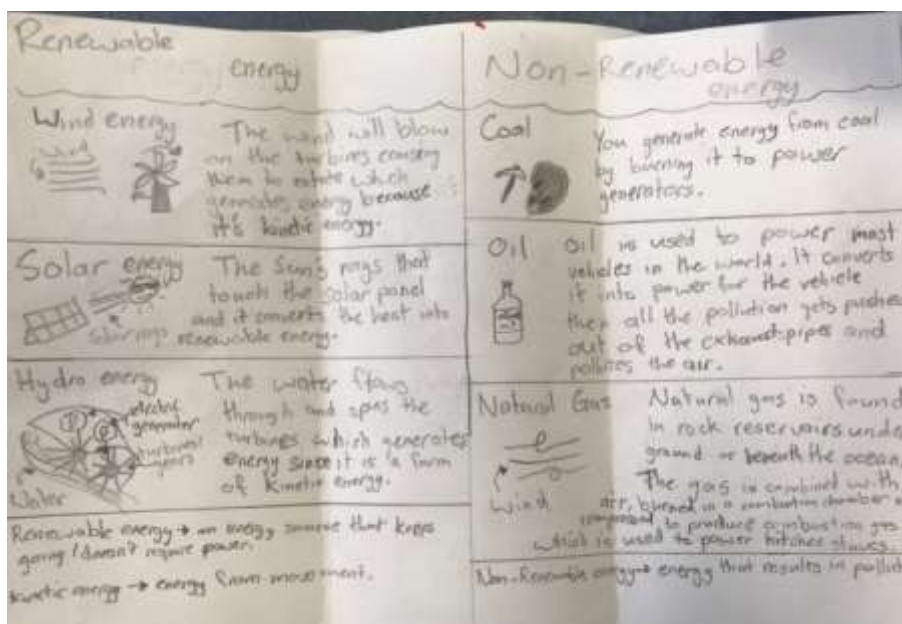 Renewable
energy
Wind energy
wind
The wind will blow
on the turbines causing
them to rotate which
generates energy because
it's kinetic energy.
Solar energy
Solar rays
The Sun's rays that
touch the solar panel
and it converts the heat into
renewable energy.
Hydro energy
electric
generator
turbines
gears
Water
The water flows
through and spins the
turbines which generates
energy since it is a form
of kinetic energy.
Renewable energy → an energy source that keeps
going / doesn't require power.
kinetic energy → energy from movement.
Non-Renewable
energy
Coal
You generate energy from coal
by burning it to power
generators.
Oil
Oil is used to power most
vehicles in the world. It converts
it into power for the vehicle
then all the pollution gets pushed
out of the exhaust pipes and
pollutes the air.
Natural Gas
Wind
Natural gas is found
in rock reservoirs under
ground or beneath the ocean.
The gas is combined with
air, burned in a combustion chamber
to produce combustion gas
which is used to power kitchen stoves.
Non-Renewable energy → energy that results in